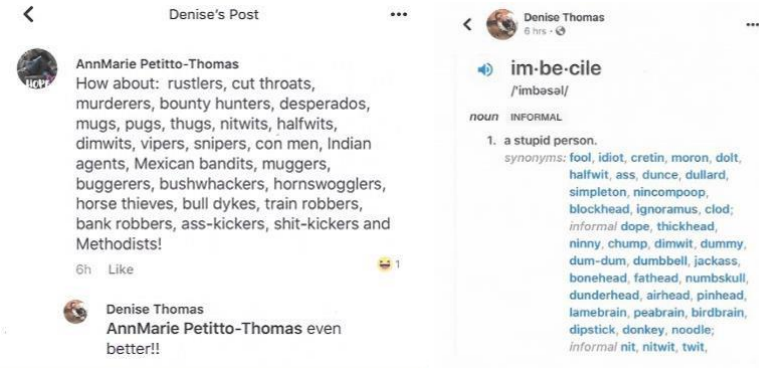 Denise's Post
AnnMarie Petitto-Thomas
How about: rustlers, cut throats,
murderers, bounty hunters, desperados,
mugs, pugs, thugs, nitwits, halfwits,
dimwits, vipers, snipers, con men, Indian
agents, Mexican bandits, muggers,
buggerers, bushwhackers, hornswogglers,
horse thieves, bull dykes, train robbers,
bank robbers, ass-kickers, shit-kickers and
Methodists!
6h Like
1
Denise Thomas
AnnMarie Petitto-Thomas even
better!!
Denise Thomas
6 hrs ·
im·be·cile
/'imbəsəl/
noun INFORMAL
1. a stupid person.
synonyms: fool, idiot, cretin, moron, dolt,
halfwit, ass, dunce, dullard,
simpleton, nincompoop,
blockhead, ignoramus, clod;
informal dope, thickhead,
ninny, chump, dimwit, dummy,
dum-dum, dumbbell, jackass,
bonehead, fathead, numbskull,
dunderhead, airhead, pinhead,
lamebrain, peabrain, birdbrain,
dipstick, donkey, noodle;
informal nit, nitwit, twit,